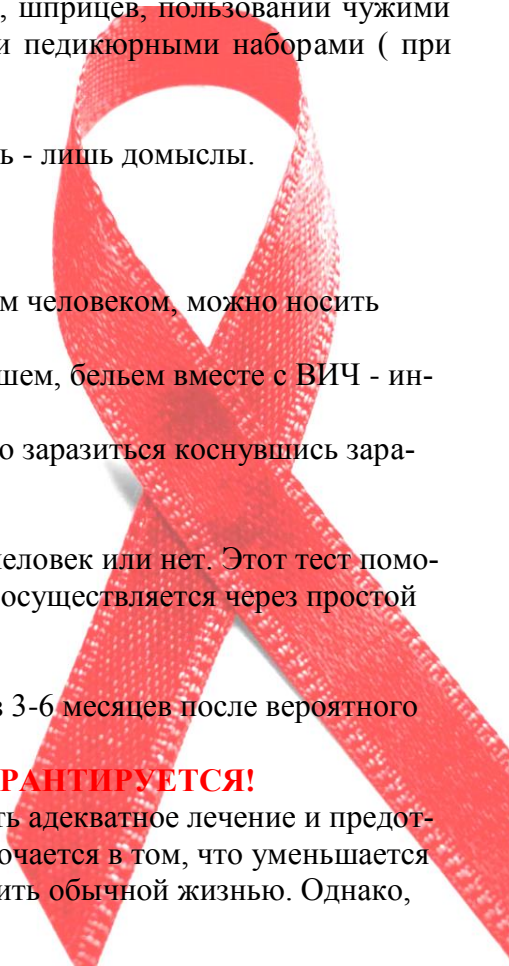 , шприцев, пользовании чужими
и педикюрными наборами ( при
ь - лишь домыслы.
м человеком, можно носить
шем, бельем вместе с ВИЧ - ин-
о заразиться коснувшись зара-
человек или нет. Этот тест помо-
осуществляется через простой
в 3-6 месяцев после вероятного
РАНТИРУЕТСЯ!
ть адекватное лечение и предот-
ючается в том, что уменьшается
ить обычной жизнью. Однако,